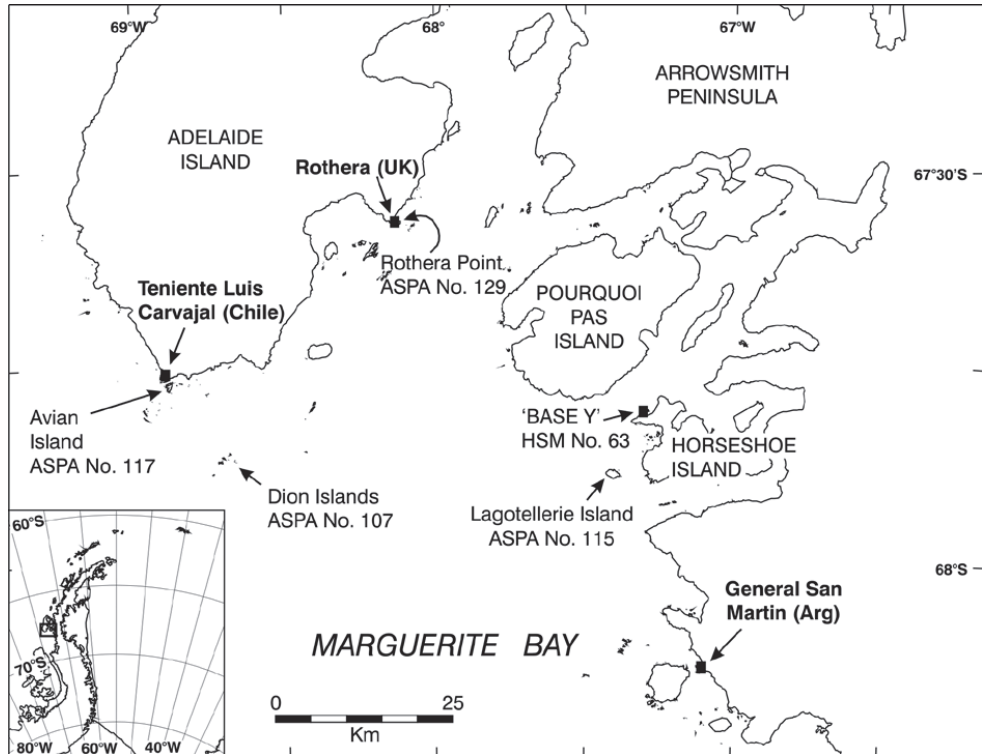 69°W
68°
67°W
ARROWSMITH
PENINSULA
ADELAIDE
ISLAND
Rothera (UK)
67°30'S
Rothera Point
ASPA No. 129
Teniente Luis
Carvajal (Chile)
POURQUOI
PAS
ISLAND
Avian
Island
ASPA No. 117
'BASE Y'
HSM No. 63
HORSESHOE
ISLAND
Dion Islands
ASPA No. 107
Lagotellerie Island
ASPA No. 115
60°S
68°S
General San
Martin (Arg)
MARGUERITE BAY
70°S
0 25
Km
80°W 60°W 40°W